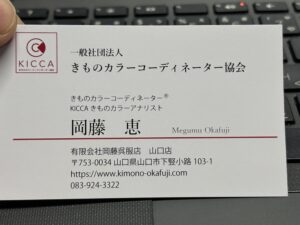 KICCA
一般社団法人
きものカラーコーディネーター協会
きものカラーコーディネーター®
KICCA きものカラーアナリスト
岡藤 恵 Megumu Okafuji
有限会社岡藤呉服店 山口店
〒753-0034 山口県山口市下竪小路 103-1
https://www.kimono-okafuji.com
083-924-3322